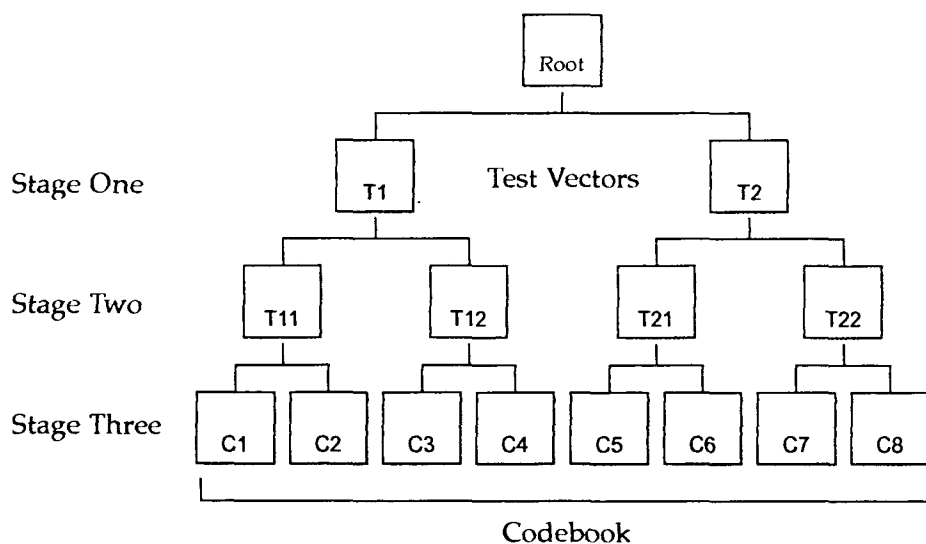 Root
Stage One
T1
Test Vectors
T2
Stage Two
T11
T12
T21
T22
Stage Three
C1
C2
C3
C4
C5
C6
C7
C8
Codebook